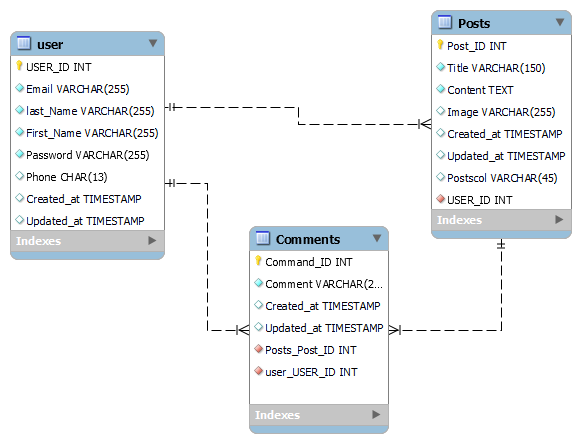 user
USER_ID INT
Email VARCHAR(255)
last_Name VARCHAR(255)
First_Name VARCHAR(255)
Password VARCHAR(255)
Phone CHAR(13)
Created_at TIMESTAMP
Updated_at TIMESTAMP
Indexes
Posts
Post_ID INT
Title VARCHAR(150)
Content TEXT
Image VARCHAR(255)
Created_at TIMESTAMP
Updated_at TIMESTAMP
Postscol VARCHAR(45)
USER_ID INT
Indexes
Comments
Command_ID INT
Comment VARCHAR(2...
Created_at TIMESTAMP
Updated_at TIMESTAMP
Posts_Post_ID INT
user_USER_ID INT
Indexes